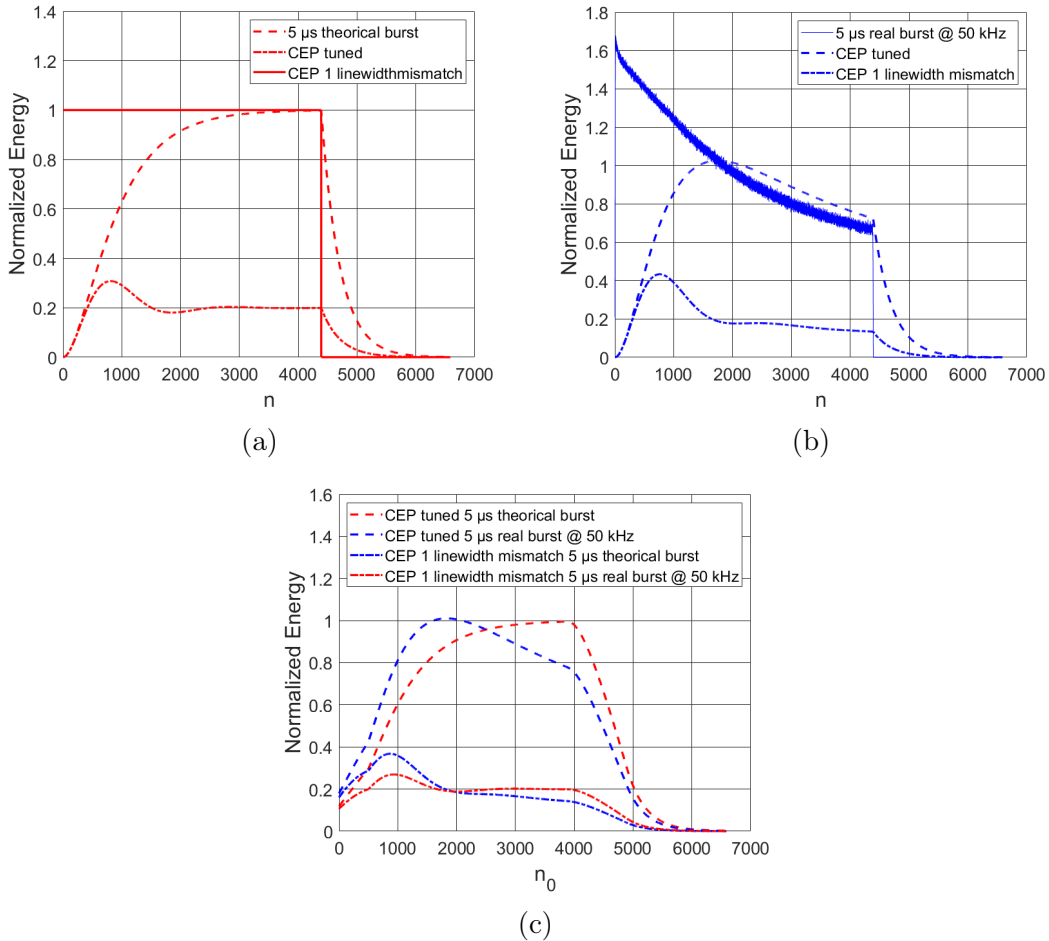 1.4
1.2
1
0.8
0.6
0.4
0.2
0
Normalized Energy
5 µs theorical burst
CEP tuned
CEP 1 linewidthmismatch
0 1000 2000 3000 4000 5000 6000 7000
n
(a)
1.8
1.6
1.4
1.2
1
0.8
0.6
0.4
0.2
0
Normalized Energy
5 µs real burst @ 50 kHz
CEP tuned
CEP 1 linewidth mismatch
0 1000 2000 3000 4000 5000 6000 7000
n
(b)
1.6
1.4
1.2
1
0.8
0.6
0.4
0.2
0
Normalized Energy
CEP tuned 5 µs theorical burst
CEP tuned 5 µs real burst @ 50 kHz
CEP 1 linewidth mismatch 5 µs theorical burst
CEP 1 linewidth mismatch 5 µs real burst @ 50 kHz
0 1000 2000 3000 4000 5000 6000 7000
n0
(c)